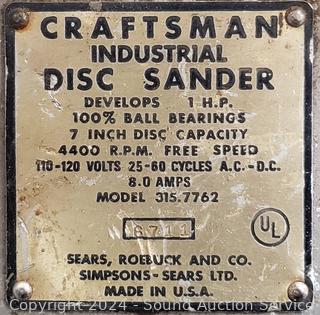 CRAFTSMAN
INDUSTRIAL
DISC SANDER
DEVELOPS 1 H.P.
100% BALL BEARINGS
7 INCH DISC CAPACITY
4400 R.P.M. FREE SPEED
110-120 VOLTS 25-60 CYCLES A.C.-D.C.
8.0 AMPS
MODEL 315.7762
6711
UL
SEARS, ROEBUCK AND CO.
SIMPSONS-SEARS LTD.
MADE IN U.S.A.
Copyright 2024 - Sound Auction Service